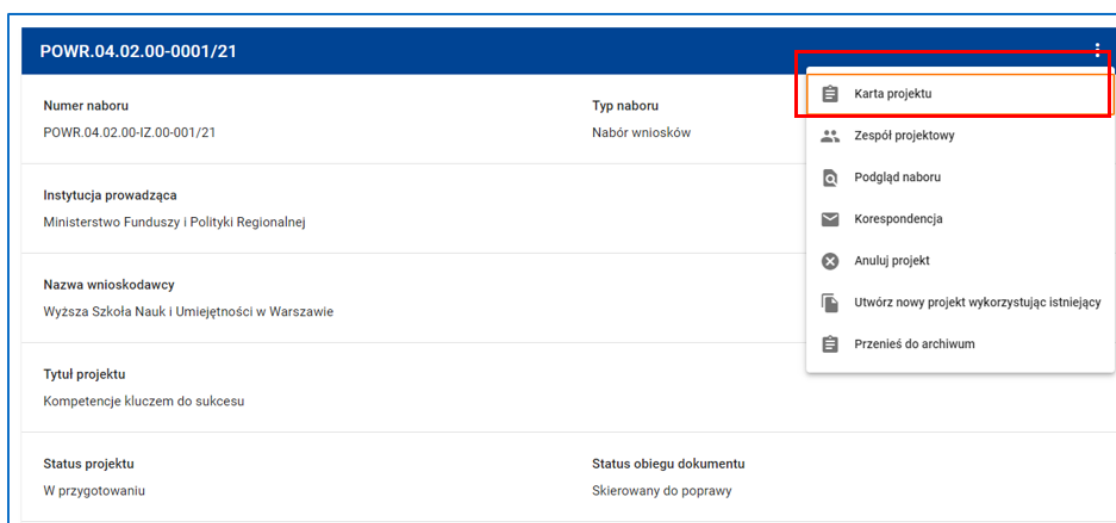 POWR.04.02.00-0001/21
Numer naboru
POWR.04.02.00-IZ.00-001/21
Typ naboru
Nabór wniosków
Instytucja prowadząca
Ministerstwo Funduszy i Polityki Regionalnej
Nazwa wnioskodawcy
Wyższa Szkoła Nauk i Umiejętności w Warszawie
Tytuł projektu
Kompetencje kluczem do sukcesu
Status projektu
W przygotowaniu
Status obiegu dokumentu
Skierowany do poprawy
Karta projektu
Zespół projektowy
Podgląd naboru
Korespondencja
Anuluj projekt
Utwórz nowy projekt wykorzystując istniejący
Przenieś do archiwum